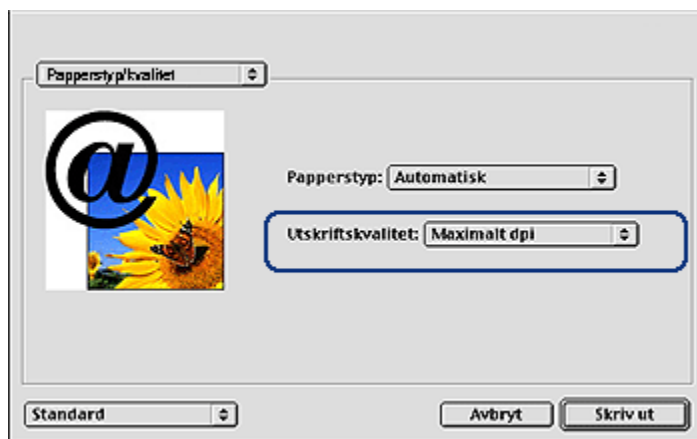 Papperstyp/kvalitet
@
Papperstyp: Automatisk
Utskriftskvalitet: Maximalt dpi
Standard
Avbryt
Skriv ut